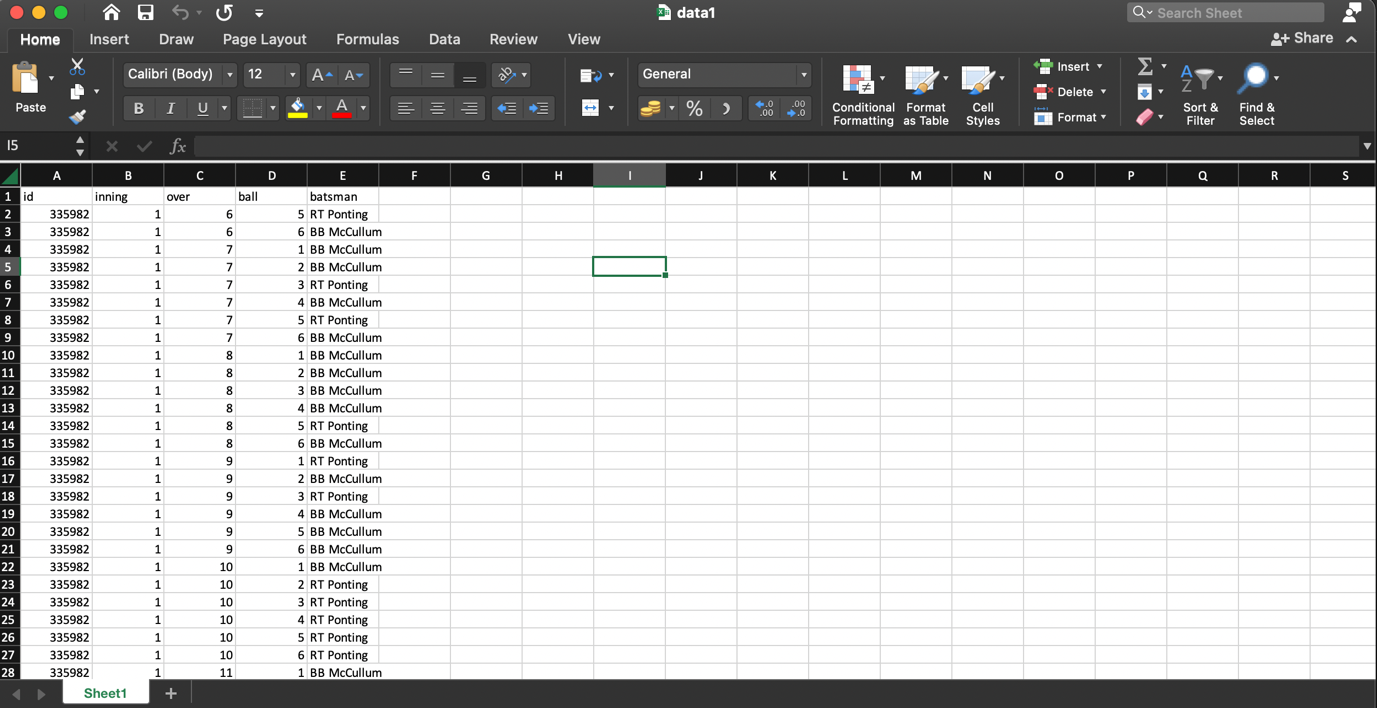 data1
Search Sheet
Home Insert Draw Page Layout Formulas Data Review View Share
Paste Calibri (Body) 12 A A General Conditional Formatting Format as Table Cell Styles Insert Delete Format Sort & Filter Find & Select
B I U A % .0 .00 .00 .0
I5 fx
A B C D E F G H I J K L M N O P Q R S
1 id inning over ball batsman
2 335982 1 6 5 RT Ponting
3 335982 1 6 6 BB McCullum
4 335982 1 7 1 BB McCullum
5 335982 1 7 2 BB McCullum
6 335982 1 7 3 RT Ponting
7 335982 1 7 4 BB McCullum
8 335982 1 7 5 RT Ponting
9 335982 1 7 6 BB McCullum
10 335982 1 8 1 BB McCullum
11 335982 1 8 2 BB McCullum
12 335982 1 8 3 BB McCullum
13 335982 1 8 4 BB McCullum
14 335982 1 8 5 RT Ponting
15 335982 1 8 6 BB McCullum
16 335982 1 9 1 RT Ponting
17 335982 1 9 2 BB McCullum
18 335982 1 9 3 RT Ponting
19 335982 1 9 4 BB McCullum
20 335982 1 9 5 BB McCullum
21 335982 1 9 6 BB McCullum
22 335982 1 10 1 BB McCullum
23 335982 1 10 2 RT Ponting
24 335982 1 10 3 RT Ponting
25 335982 1 10 4 RT Ponting
26 335982 1 10 5 RT Ponting
27 335982 1 10 6 RT Ponting
28 335982 1 11 1 BB McCullum
Sheet1